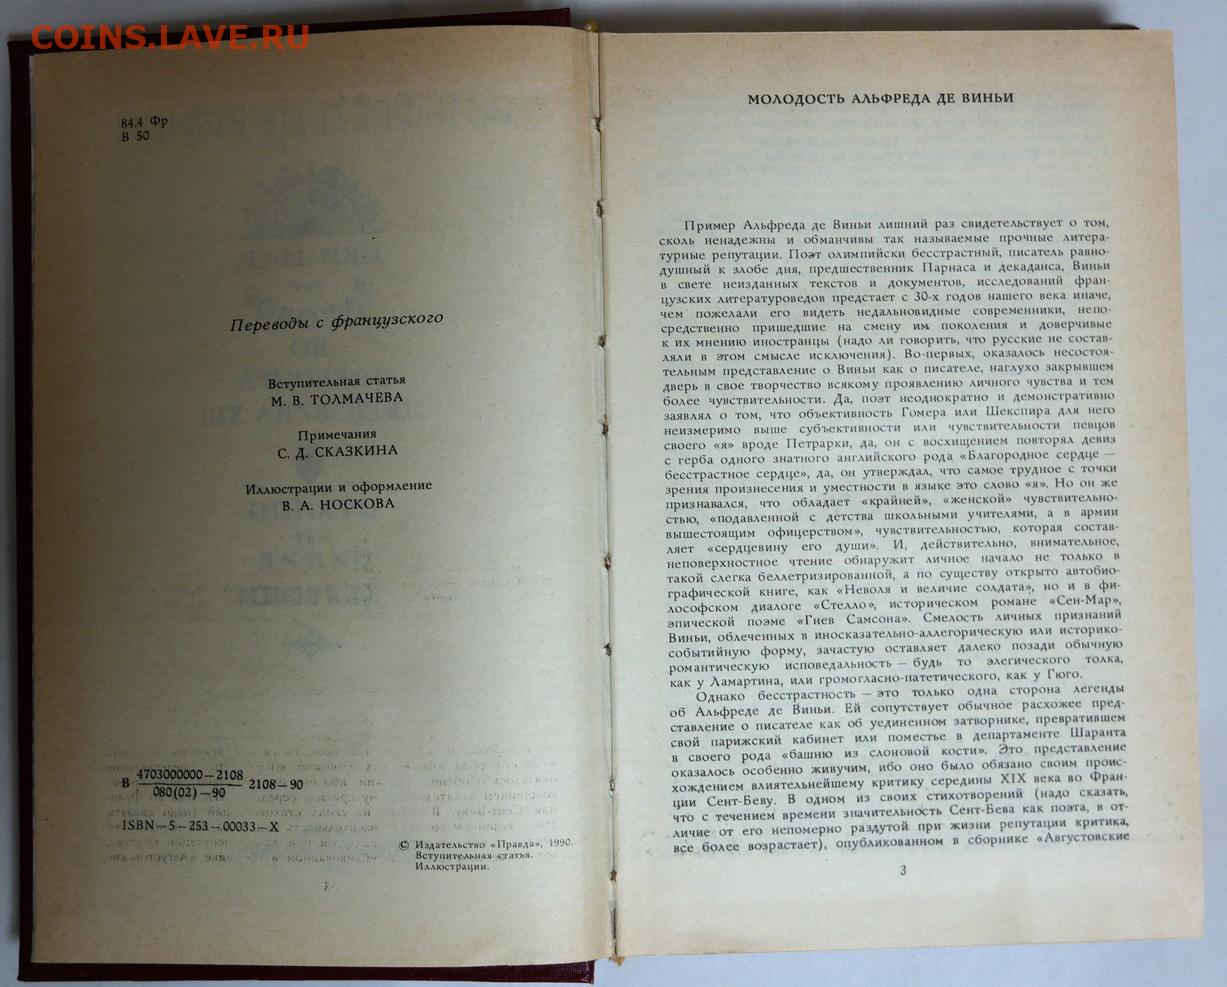 COINS.LAVE.RU
84.4 Фр
В 50
Переводы с французского
Вступительная статья
М. В. ТОЛМАЧЕВА
Примечания
С. Д. СКАЗКИНА
Иллюстрации и оформление
В. А. НОСКОВА
В 4703000000—2108 2108—90
080(02)—90
ISBN—5—253—00033—X
© Издательство «Правда», 1990.
Вступительная статья.
Иллюстрации.
МОЛОДОСТЬ АЛЬФРЕДА ДЕ ВИНЬИ
Пример Альфреда де Виньи лишний раз свидетельствует о том,
сколь ненадежны и обманчивы так называемые прочные литера-
турные репутации. Поэт олимпийски бесстрастный, писатель равно-
душный к злобе дня, предшественник Парнаса и декаданса, Виньи
в свете неизданных текстов и документов, исследований фран-
цузских литературоведов предстает с 30-х годов нашего века иначе,
чем пожелали его видеть недальновидные современники, непо-
средственно пришедшие на смену им поколения и доверчивые
к их мнению иностранцы (надо ли говорить, что русские не состав-
ляли в этом смысле исключения). Во-первых, оказалось несостоя-
тельным представление о Виньи как о писателе, наглухо закрывшем
дверь в свое творчество всякому проявлению личного чувства и тем
более чувствительности. Да, поэт неоднократно и демонстративно
заявлял о том, что объективность Гомера или Шекспира для него
неизмеримо выше субъективности или чувствительности певцов
своего «я» вроде Петрарки, да, он с восхищением повторял девиз
с герба одного знатного английского рода «Благородное сердце —
бесстрастное сердце», да, он утверждал, что самое трудное с точки
зрения произнесения и уместности в языке это слово «я». Но он же
признавался, что обладает «крайней», «женской» чувствительно-
стью, «подавленной с детства школьными учителями, а в армии
вышестоящим офицерством», чувствительностью, которая состав-
ляет «сердцевину его души». И, действительно, внимательное,
неповерхностное чтение обнаружит личное начало не только в
такой слегка беллетризированной, а по существу открыто автобио-
графической книге, как «Неволя и величие солдата», но и в фи-
лософском диалоге «Стелло», историческом романе «Сен-Мар»,
эпической поэме «Гнев Самсона». Смелость личных признаний
Виньи, облеченных в иносказательно-аллегорическую или историко-
событийную форму, зачастую оставляет далеко позади обычную
романтическую исповедальность — будь то элегического толка,
как у Ламартина, или громогласно-патетического, как у Гюго.
Однако бесстрастность — это только одна сторона легенды
об Альфреде де Виньи. Ей сопутствует обычное расхожее пред-
ставление о писателе как об уединенном затворнике, превратившем
свой парижский кабинет или поместье в департаменте Шаранта
в своего рода «башню из слоновой кости». Это представление
оказалось особенно живучим, ибо оно было обязано своим проис-
хождением влиятельнейшему критику середины XIX века во Фран-
ции Сент-Беву. В одном из своих стихотворений (надо сказать,
что с течением времени значительность Сент-Бева как поэта, в от-
личие от его непомерно раздутой при жизни репутации критика,
все более возрастает), опубликованном в сборнике «Августовские
3